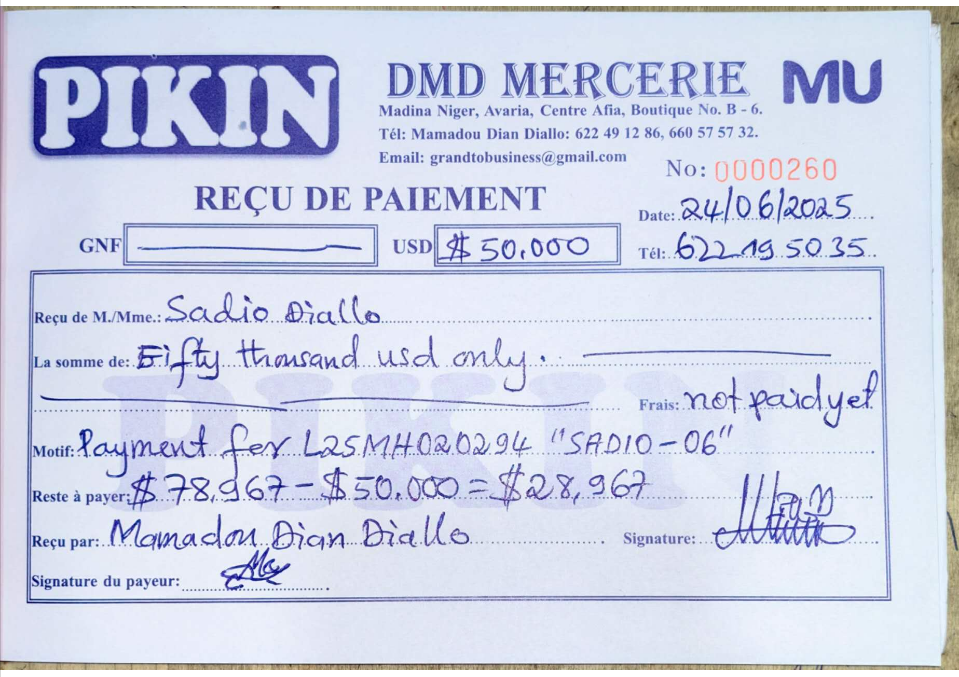 PIKIN
DMD MERCERIE
MU
Madina Niger, Avaria, Centre Afia, Boutique No. B - 6.
Tél: Mamadou Dian Diallo: 622 49 12 86, 660 57 57 32.
Email: grandtobusiness@gmail.com
No: 0000260
REÇU DE PAIEMENT
Date: 24/06/2025
GNF
USD $ 50.000
Tél: 622 19 50 35
Reçu de M./Mme.: Sadio Diallo
La somme de: Fifty thousand usd only.
Frais: not paid yet
Motif: Payment for L25MH020294 "SADIO-06"
Reste à payer: $ 78,967 - $ 50.000 = $ 28,967
Reçu par: Mamadou Dian Diallo
Signature:
Signature du payeur:
PIKIN